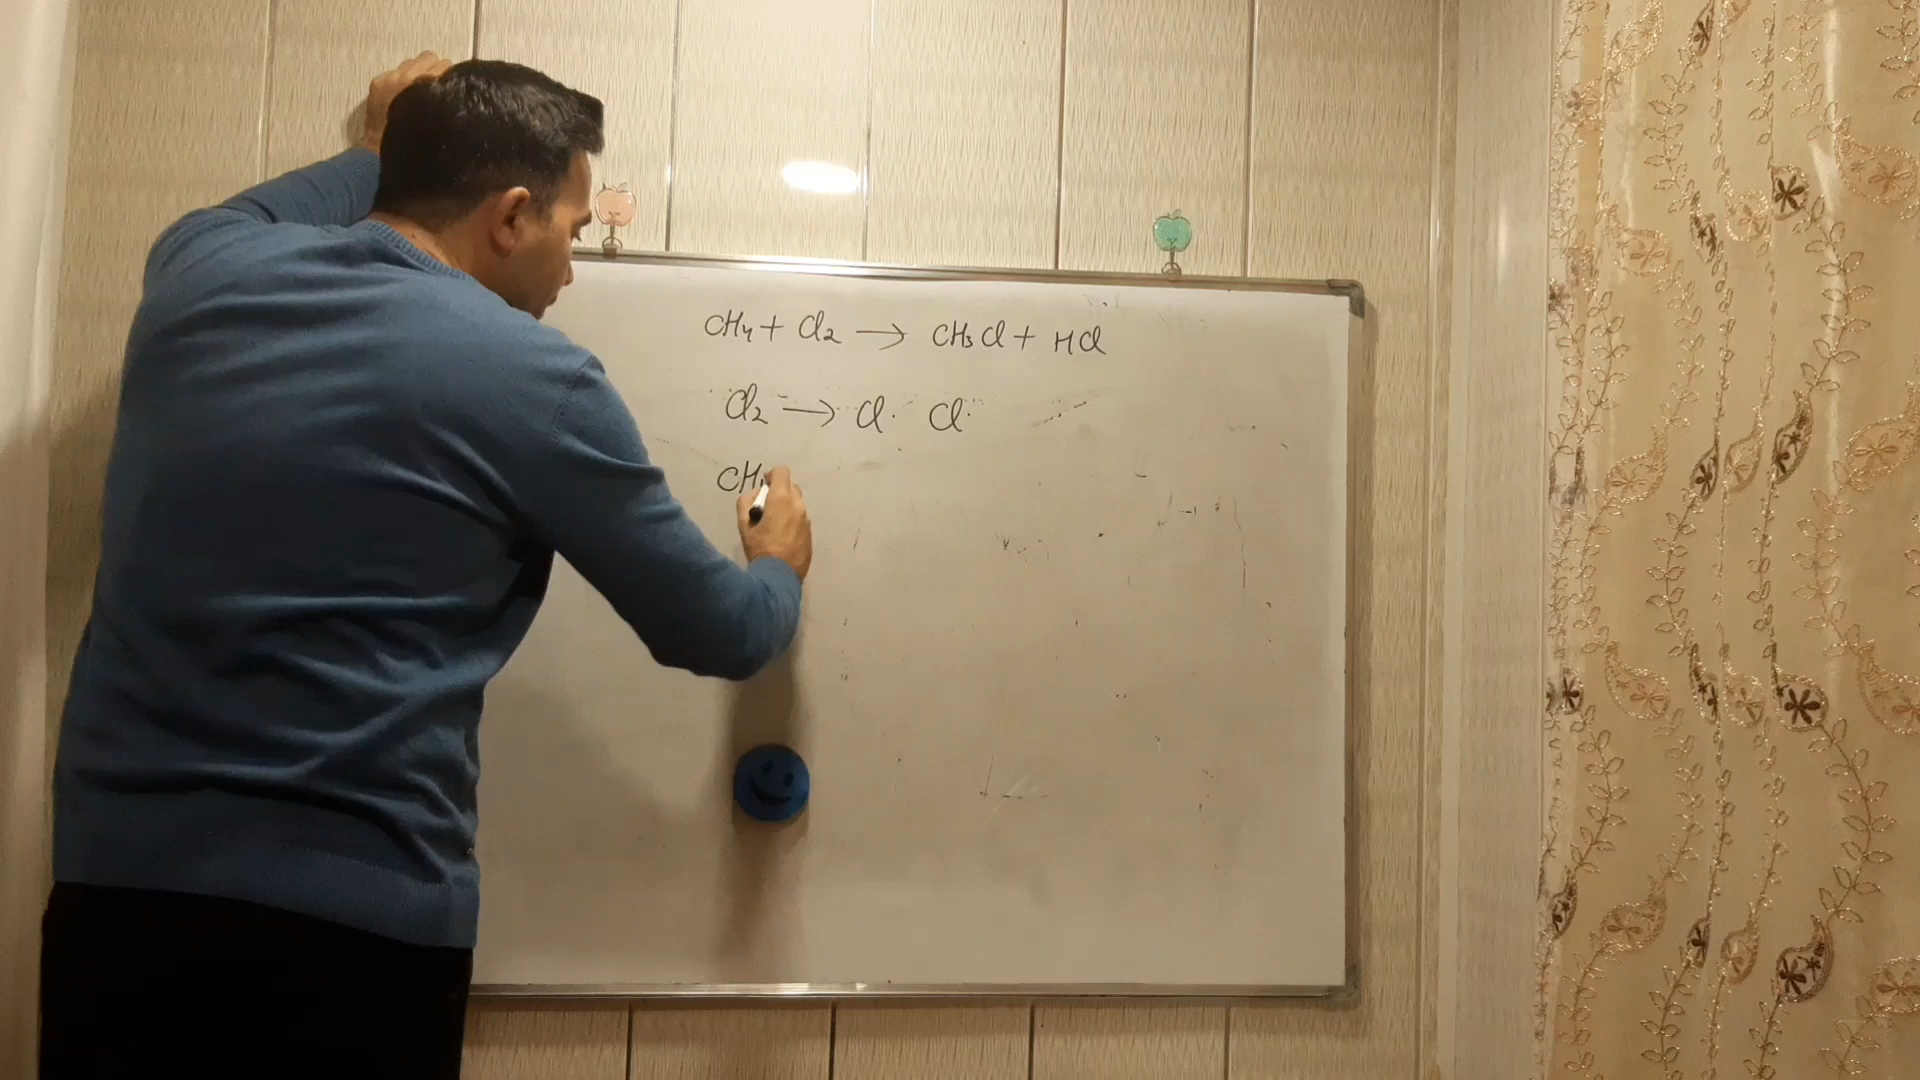 CH4 + Cl2 → CH3Cl + HCl
Cl2 → Cl· Cl·
CH